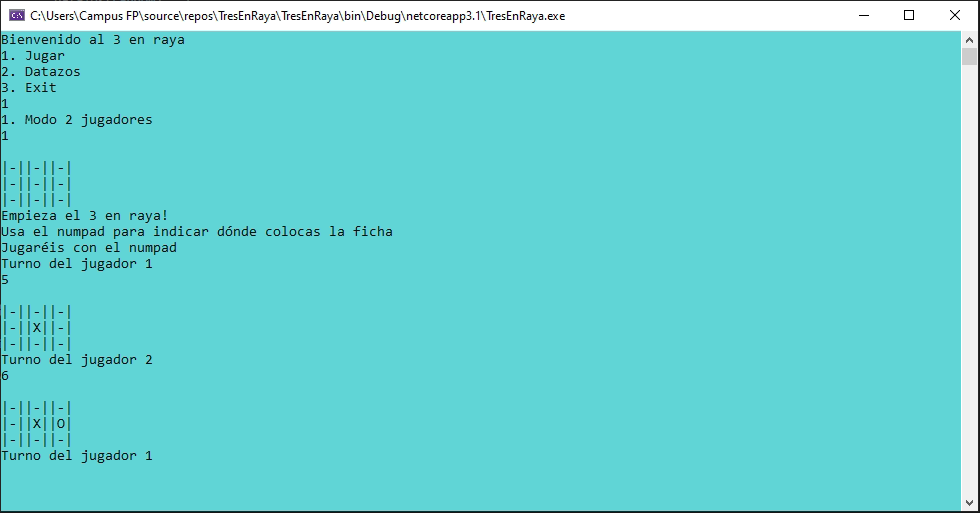 C:\Users\Campus FP\source\repos\TresEnRaya\TresEnRaya\bin\Debug\netcoreapp3.1\TresEnRaya.exe
Bienvenido al 3 en raya
1. Jugar
2. Datazos
3. Exit
1
1. Modo 2 jugadores
1
|-||-||-|
|-||-||-|
|-||-||-|
Empieza el 3 en raya!
Usa el numpad para indicar dónde colocas la ficha
Jugaréis con el numpad
Turno del jugador 1
5
|-||-||-|
|-||X||-|
|-||-||-|
Turno del jugador 2
6
|-||-||-|
|-||X||O|
|-||-||-|
Turno del jugador 1